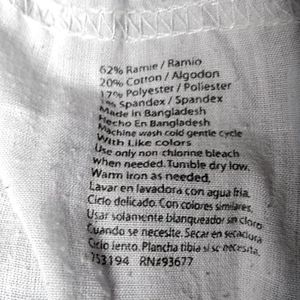 62% Ramie / Ramio
20% Cotton / Algodon
17% Polyester / Poliester
1% Spandex / Spandex
Made in Bangladesh
Hecho En Bangladesh
Machine wash cold gentle cycle
With Like colors
Use only non-chlorine bleach
when needed. Tumble dry low.
Warm iron as needed.
Lavar en lavadora con agua fria.
Ciclo delicado. Con colores similares
Usar solamente blanqueador sin cloro
Cuando se necesite. Secar en secadora
Ciclo lento. Plancha tibia si se necesita.
753194 RN#93677